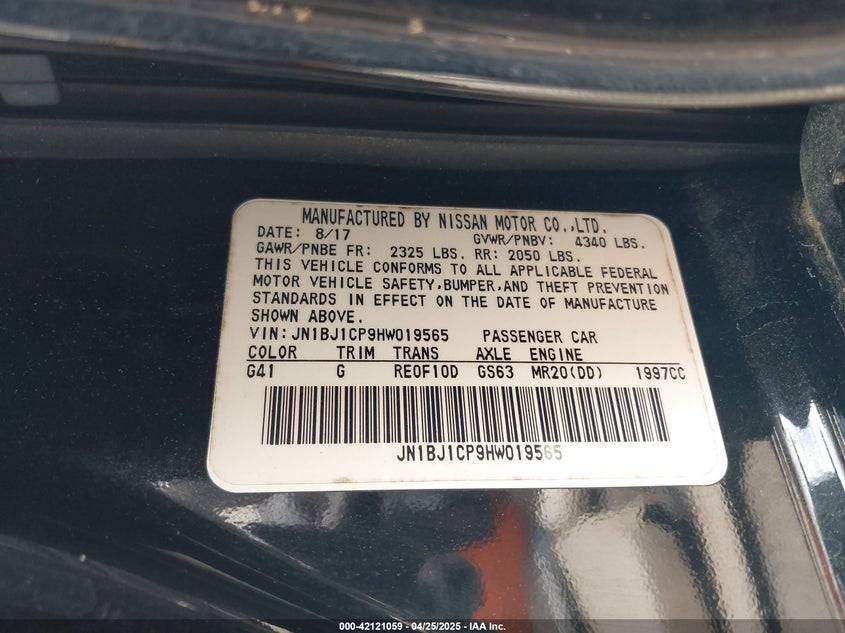 MANUFACTURED BY NISSAN MOTOR CO.,LTD.
DATE: 8/17 GVWR/PNBV: 4340 LBS.
GAWR/PNBE FR: 2325 LBS. RR: 2050 LBS.
THIS VEHICLE CONFORMS TO ALL APPLICABLE FEDERAL
MOTOR VEHICLE SAFETY,BUMPER,AND THEFT PREVENTION
STANDARDS IN EFFECT ON THE DATE OF MANUFACTURE
SHOWN ABOVE.
VIN:JN1BJ1CP9HW019565 PASSENGER CAR
COLOR TRIM TRANS AXLE ENGINE
G41 G RE0F10D GS63 MR20(DD) 1997CC
JN1BJ1CP9HW019565
000-42121059 - 04/25/2025 - IAA Inc.